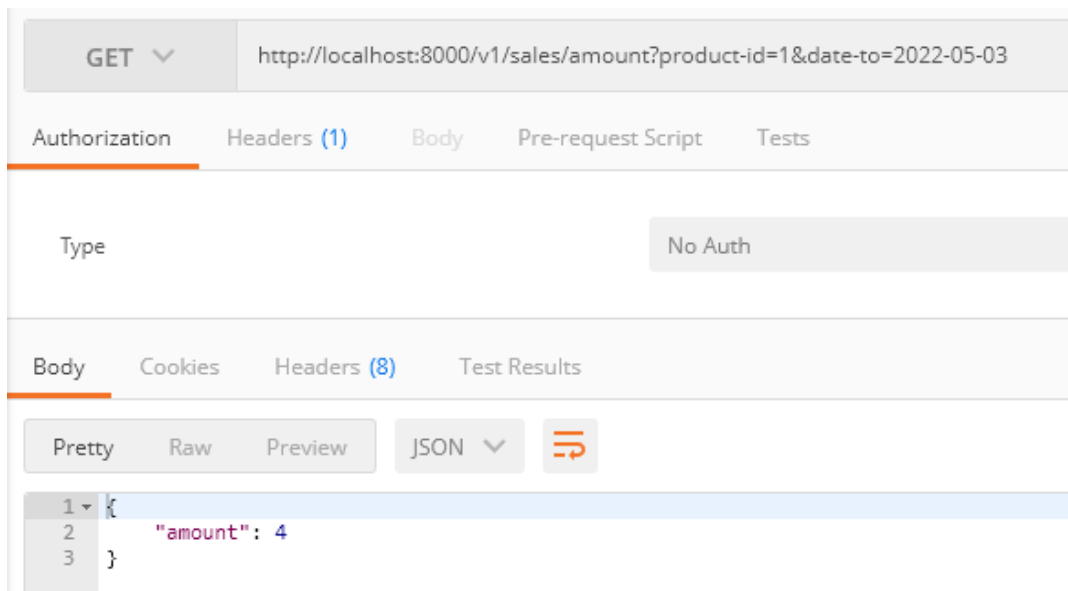 GET http://localhost:8000/v1/sales/amount?product-id=1&date-to=2022-05-03
Authorization Headers (1) Body Pre-request Script Tests
Type No Auth
Body Cookies Headers (8) Test Results
Pretty Raw Preview JSON
1 {
2 "amount": 4
3 }